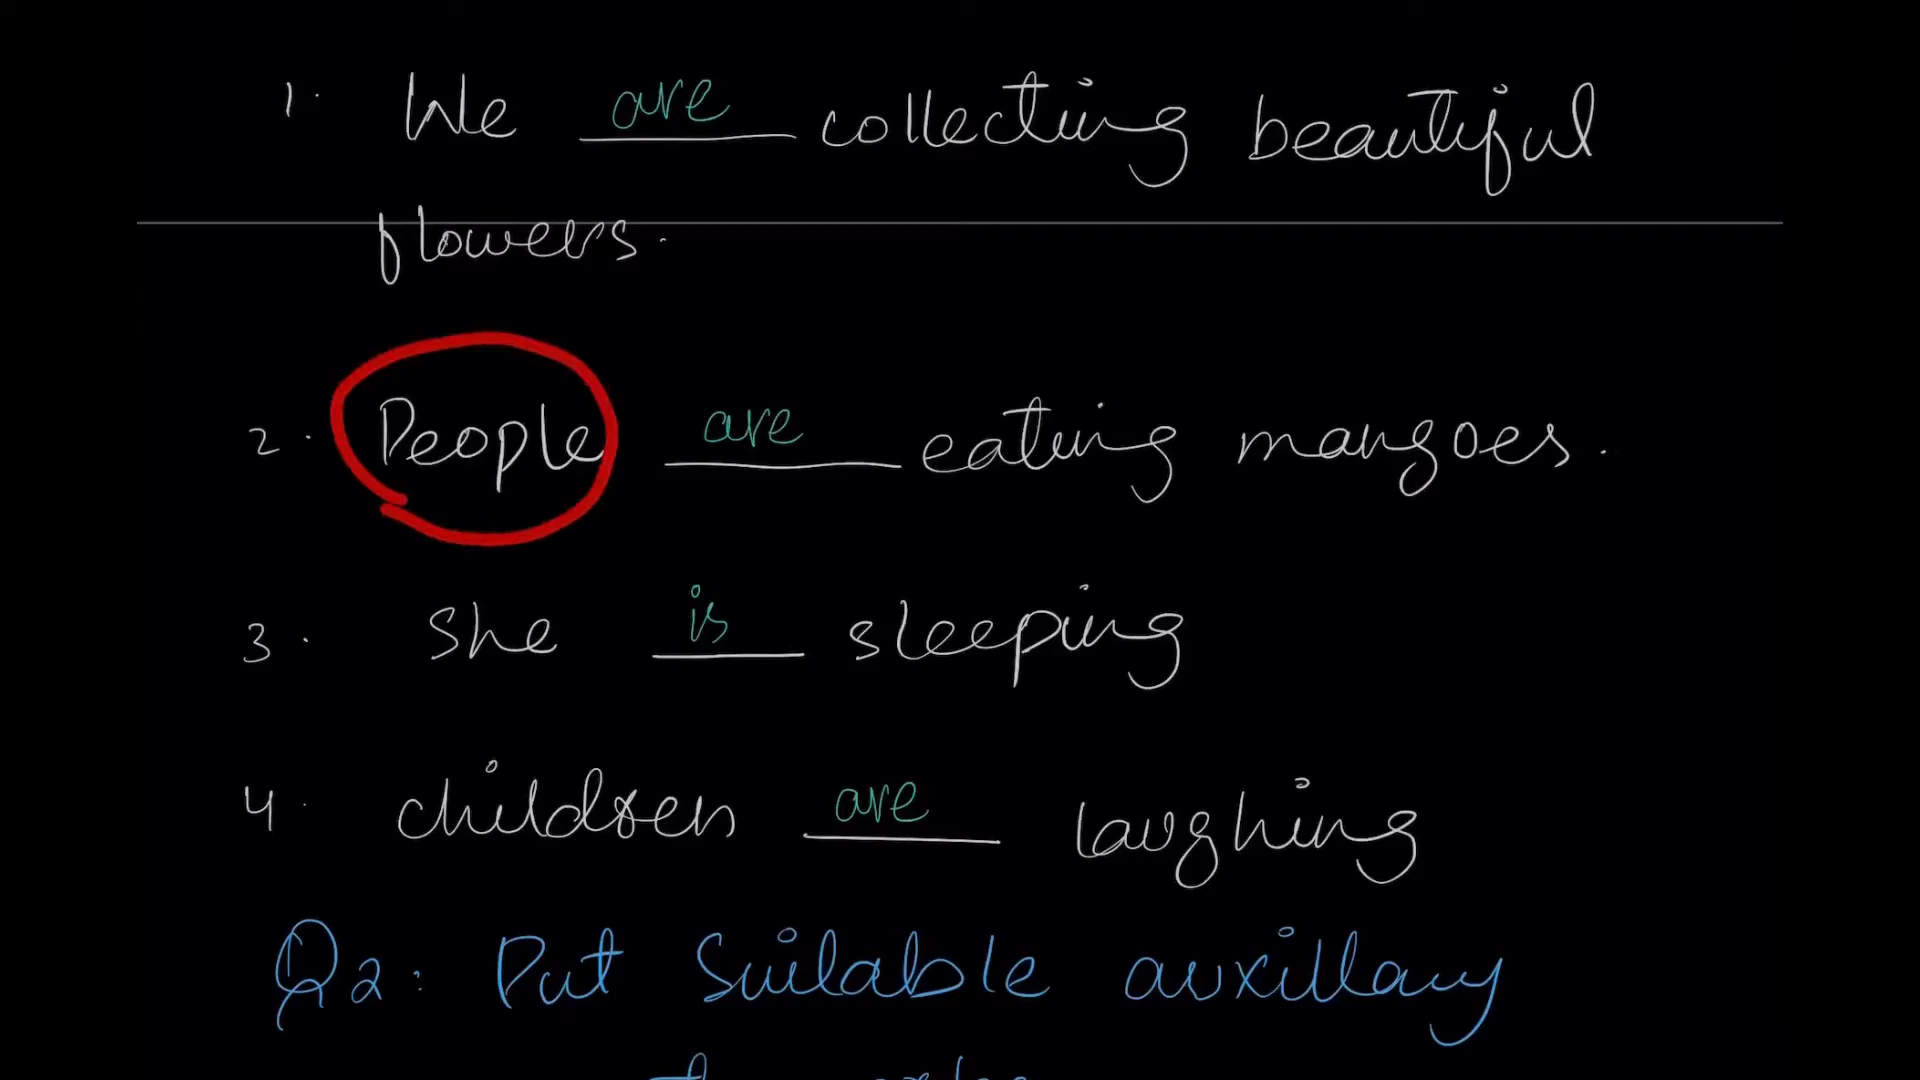 1. We are collecting beautiful
flowers.
2. People are eating mangoes.
3. She is sleeping
4. children are laughing
Q2: Put Suilable auxillary